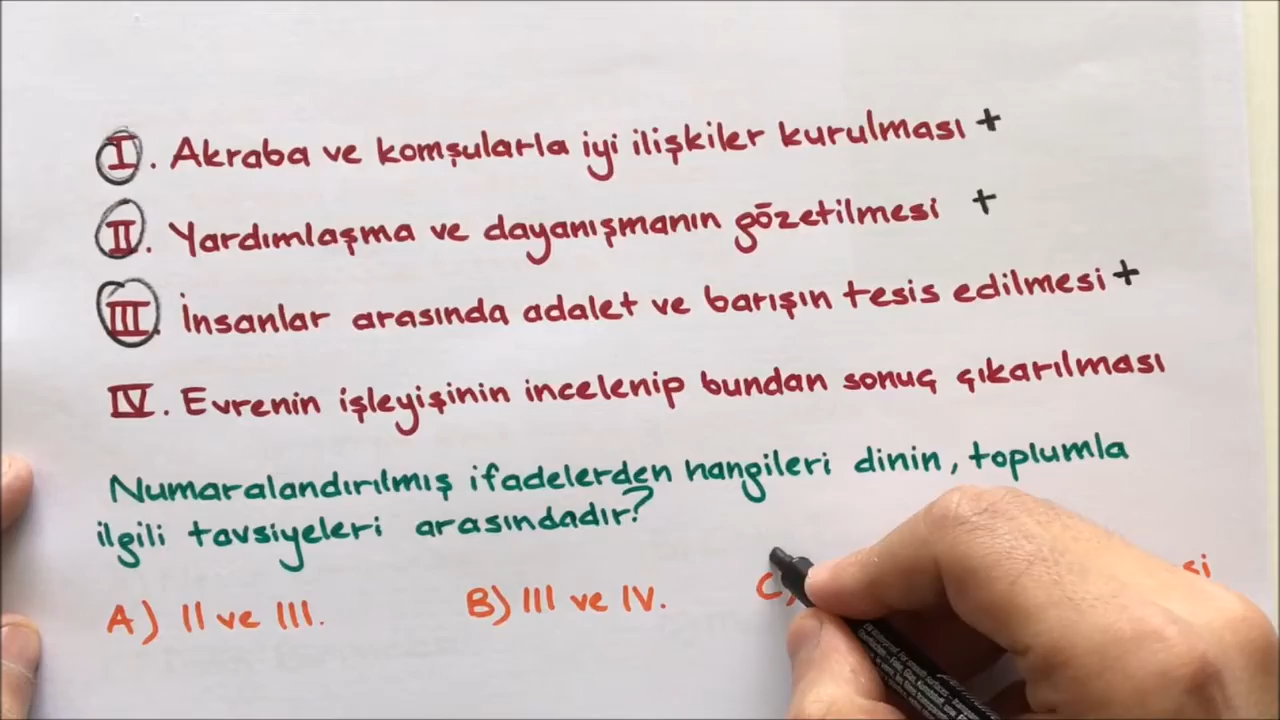 I. Akraba ve komşularla iyi ilişkiler kurulması +
II. Yardımlaşma ve dayanışmanın gözetilmesi +
III. İnsanlar arasında adalet ve barışın tesis edilmesi +
IV. Evrenin işleyişinin incelenip bundan sonuç çıkarılması
Numaralandırılmış ifadelerden hangileri dinin, toplumla
ilgili tavsiyeleri arasındadır?
A) II ve III. B) III ve IV. C) si